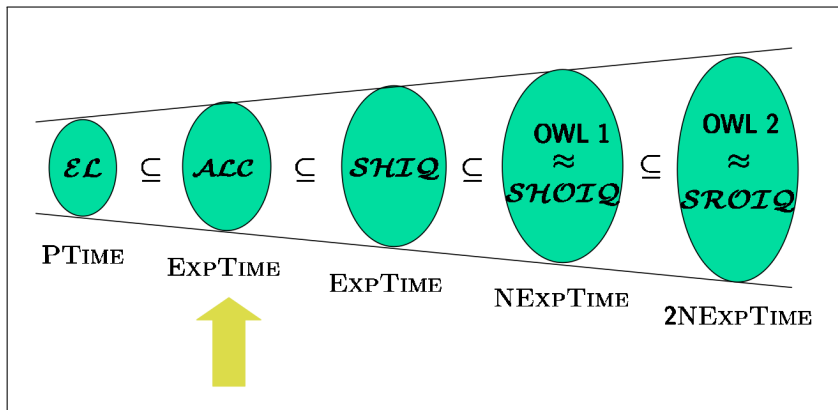 ℰℒ ⊆ 𝒜ℒ𝒞 ⊆ 𝒮ℋℐ𝒬 ⊆ OWL 1 ≈ 𝒮ℋ𝒪ℐ𝒬 ⊆ OWL 2 ≈ 𝒮ℛ𝒪ℐ𝒬
PTIME
EXPTIME
EXPTIME
NEXPTIME
2NEXPTIME